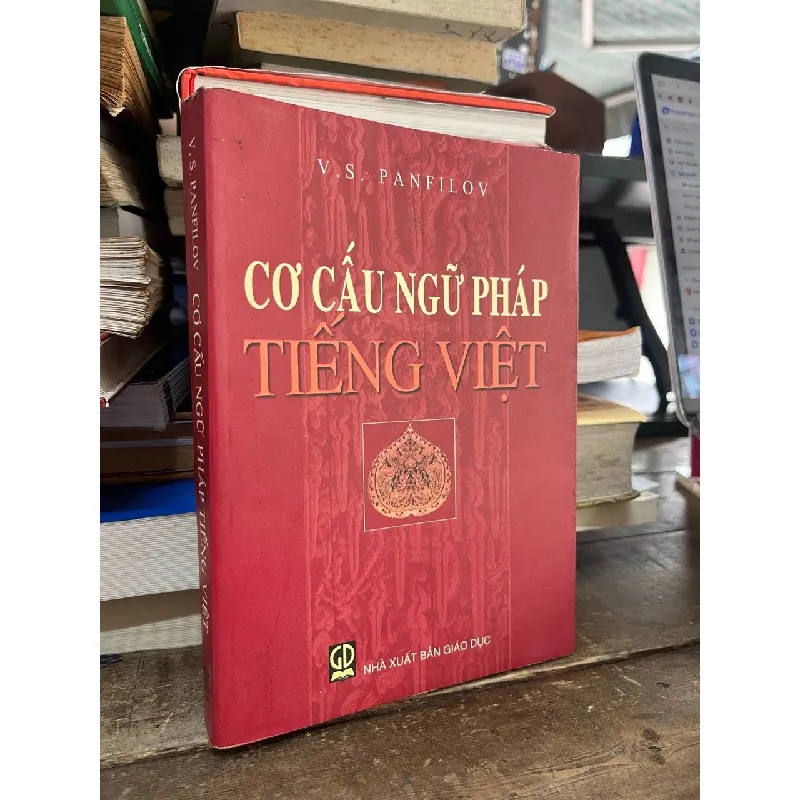 V.S. PANFILOV
CƠ CẤU NGỮ PHÁP
TIẾNG VIỆT
GD
NHÀ XUẤT BẢN GIÁO DỤC
V.S. PANFILOV CƠ CẤU NGỮ PHÁP TIẾNG VIỆT